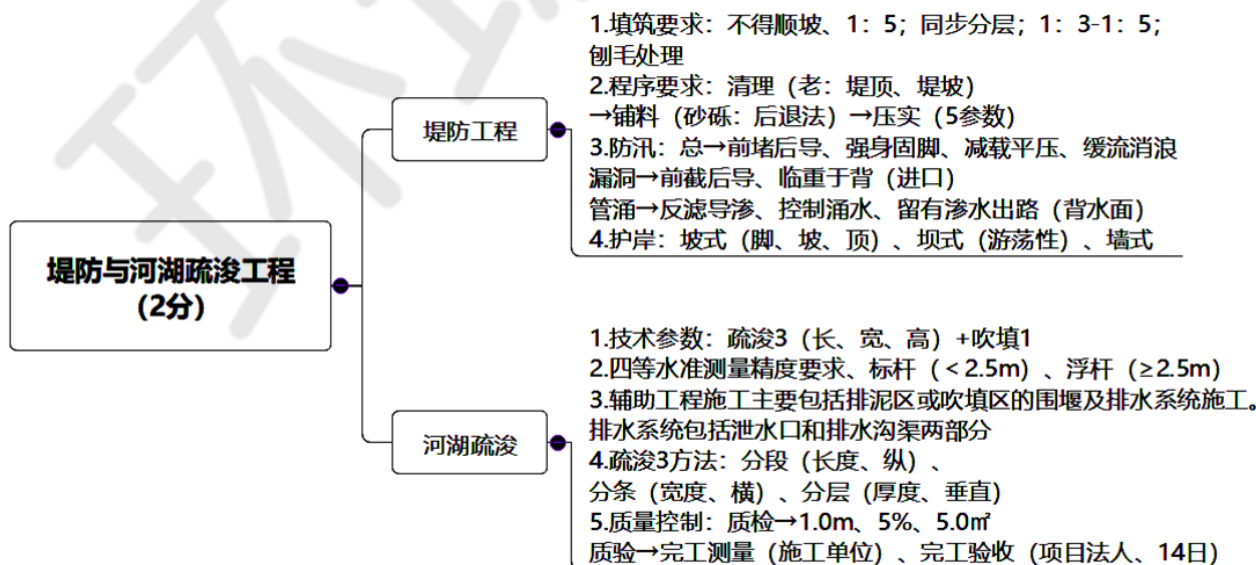 堤防与河湖疏浚工程
（2分）
堤防工程
1.填筑要求：不得顺坡、1：5；同步分层；1：3-1：5；
刨毛处理
2.程序要求：清理（老：堤顶、堤坡）
→铺料（砂砾：后退法）→压实（5参数）
3.防汛：总→前堵后导、强身固脚、减载平压、缓流消浪
漏洞→前截后导、临重于背（进口）
管涌→反滤导渗、控制涌水、留有渗水出路（背水面）
4.护岸：坡式（脚、坡、顶）、坝式（游荡性）、墙式
河湖疏浚
1.技术参数：疏浚3（长、宽、高）+吹填1
2.四等水准测量精度要求、标杆（＜2.5m）、浮杆（≥2.5m）
3.辅助工程施工主要包括排泥区或吹填区的围堰及排水系统施工。
排水系统包括泄水口和排水沟渠两部分
4.疏浚3方法：分段（长度、纵）、
分条（宽度、横）、分层（厚度、垂直）
5.质量控制：质检→1.0m、5%、5.0㎡
质验→完工测量（施工单位）、完工验收（项目法人、14日）